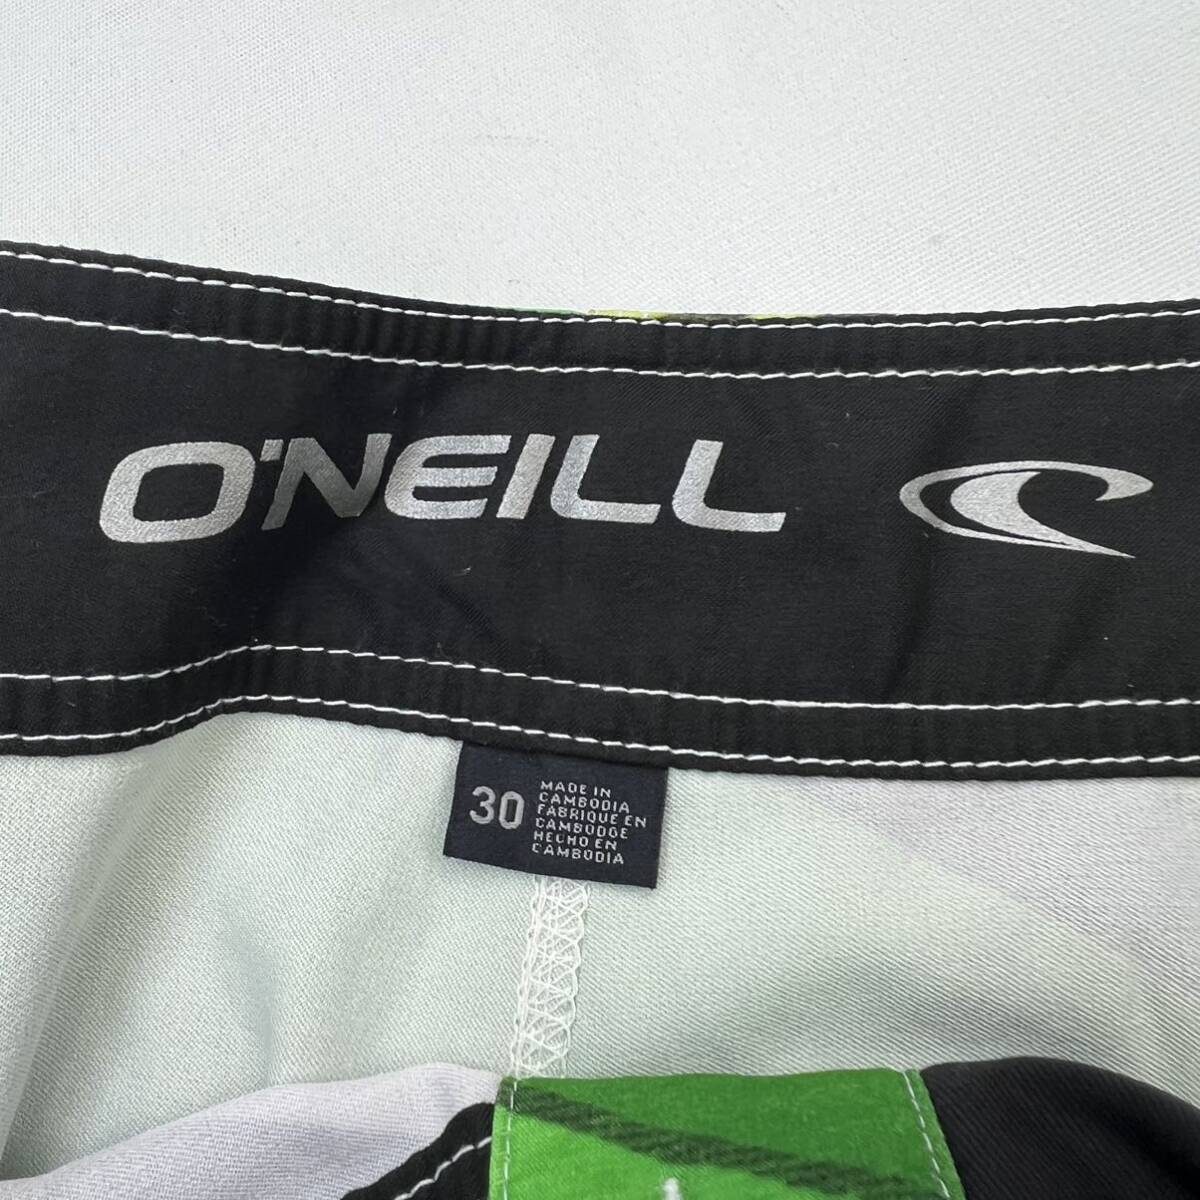 O'NEILL
30
MADE IN
CAMBODIA
FABRIQUE EN
CAMBODGE
HECHO EN
CAMBODIA